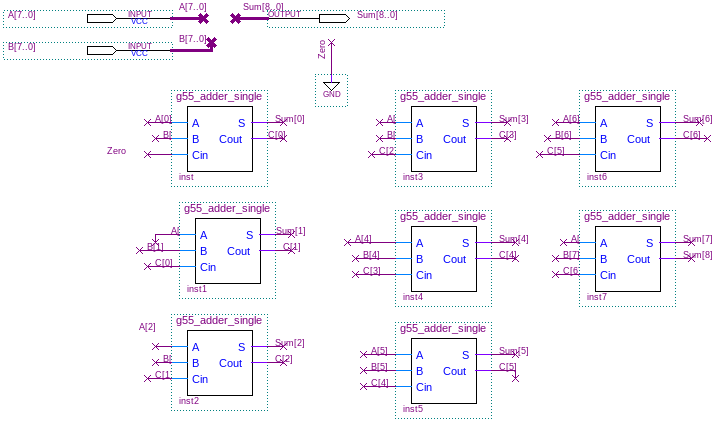 A[7..0] INPUT VCC A[7..0] Sum[8..0] OUTPUT Sum[8..0]
B[7..0] INPUT VCC B[7..0]
Zero
GND
g55_adder_single
A[0] A S Sum[0]
B[ B Cout C[0]
Zero Cin
inst
g55_adder_single
A[ A S Sum[3]
B[ B Cout C[3]
C[2 Cin
inst3
g55_adder_single
A[6] A S Sum[6]
B[6] B Cout C[6]
C[5] Cin
inst6
g55_adder_single
A[ A S Sum[1]
B[1] B Cout C[1]
C[0] Cin
inst1
g55_adder_single
A[4] A S Sum[4]
B[4] B Cout C[4]
C[3] Cin
inst4
g55_adder_single
A[ A S Sum[7]
B[7] B Cout Sum[8]
C[6 Cin
inst7
g55_adder_single
A[2] A S Sum[2]
B[ B Cout C[2]
C[1 Cin
inst2
g55_adder_single
A[5] A S Sum[5]
B[5] B Cout C[5]
C[4] Cin
inst5